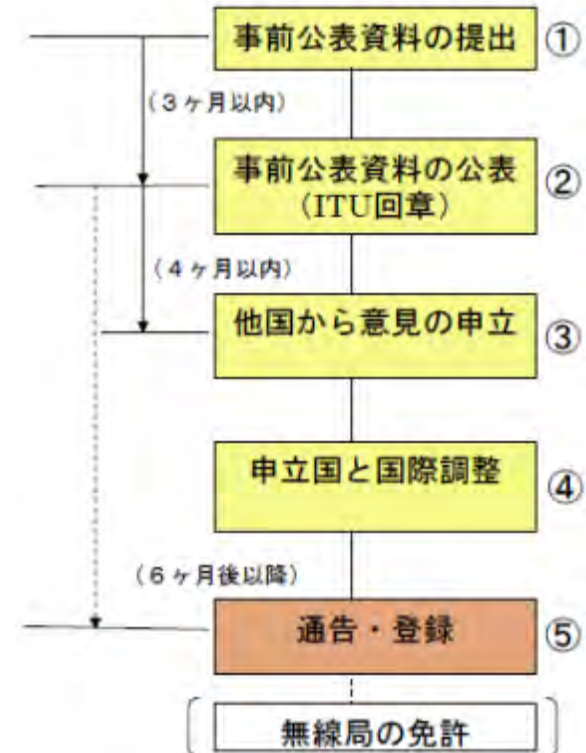 事前公表資料の提出 ①
（３ヶ月以内）
事前公表資料の公表 ②
（ITU回章）
（４ヶ月以内）
他国から意見の申立 ③
申立国と国際調整 ④
（６ヶ月後以降）
通告・登録 ⑤
無線局の免許